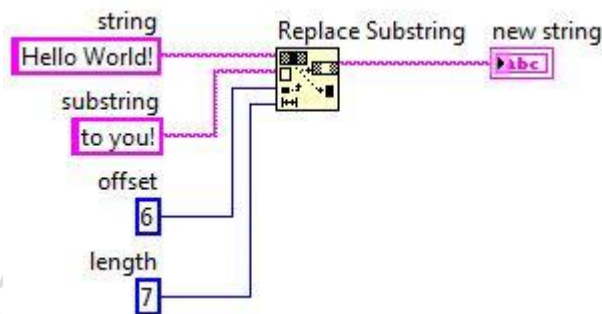 string
Hello World!
Replace Substring
new string
abc
substring
to you!
offset
6
length
7